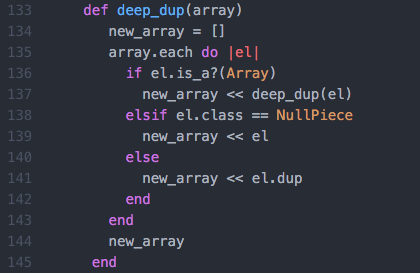 133 def deep_dup(array)
134 new_array = []
135 array.each do |el|
136 if el.is_a?(Array)
137 new_array << deep_dup(el)
138 elsif el.class == NullPiece
139 new_array << el
140 else
141 new_array << el.dup
142 end
143 end
144 new_array
145 end